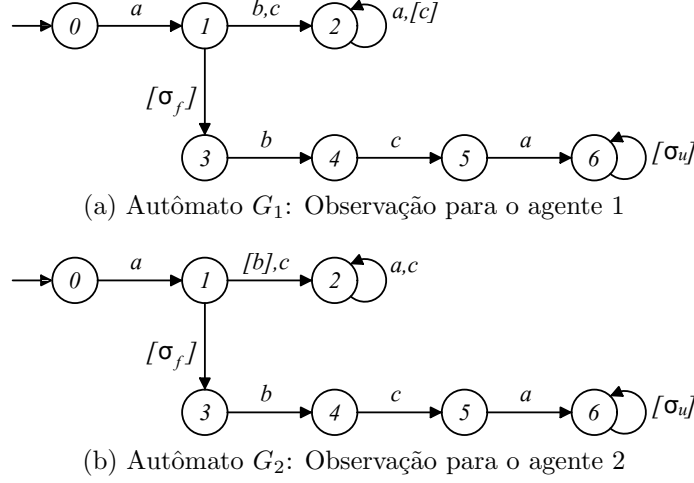 a b,c a,[c]
0 1 2
[σf]
b c a [σu]
3 4 5 6
(a) Autômato G1: Observação para o agente 1
a [b],c a,c
0 1 2
[σf]
b c a [σu]
3 4 5 6
(b) Autômato G2: Observação para o agente 2